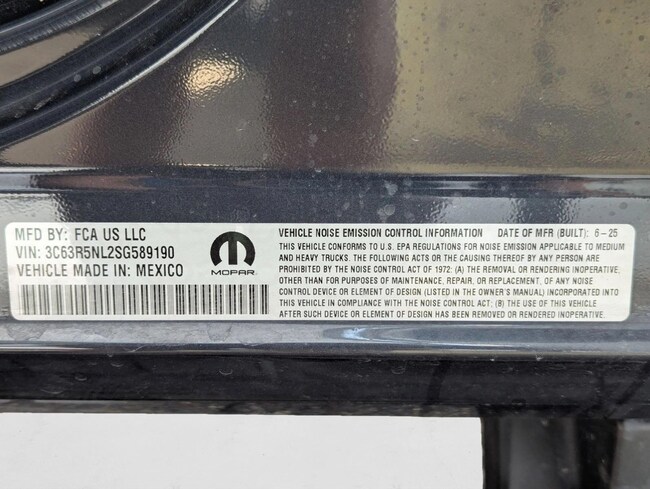 MFD BY: FCA US LLC
VIN: 3C63R5NL2SG589190
VEHICLE MADE IN: MEXICO
MOPAR
VEHICLE NOISE EMISSION CONTROL INFORMATION DATE OF MFR (BUILT): 6-25
THIS VEHICLE CONFORMS TO U.S. EPA REGULATIONS FOR NOISE EMISSION APPLICABLE TO MEDIUM
AND HEAVY TRUCKS. THE FOLLOWING ACTS OR THE CAUSING THEREOF BY ANY PERSON ARE
PROHIBITED BY THE NOISE CONTROL ACT OF 1972: (A) THE REMOVAL OR RENDERING INOPERATIVE,
OTHER THAN FOR PURPOSES OF MAINTENANCE, REPAIR, OR REPLACEMENT, OF ANY NOISE
CONTROL DEVICE OR ELEMENT OF DESIGN (LISTED IN THE OWNER'S MANUAL) INCORPORATED INTO
THIS VEHICLE IN COMPLIANCE WITH THE NOISE CONTROL ACT; (B) THE USE OF THIS VEHICLE
AFTER SUCH DEVICE OR ELEMENT OF DESIGN HAS BEEN REMOVED OR RENDERED INOPERATIVE.